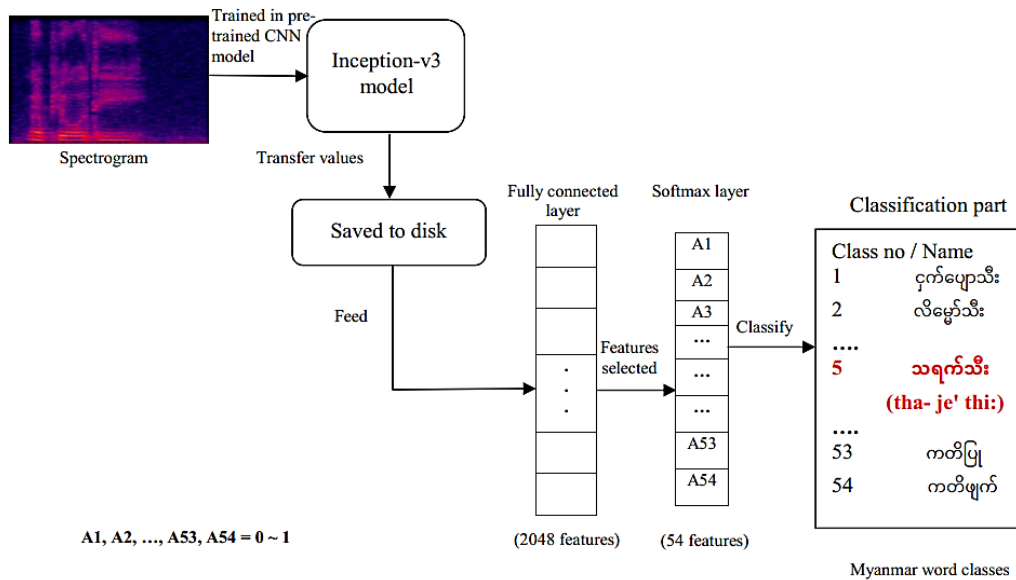 Trained in pre-
trained CNN
model
Inception-v3
model
Spectrogram
Transfer values
Saved to disk
Feed
Fully connected
layer
Softmax layer
A1
A2
A3
...
...
...
A53
A54
Features
selected
Classify
(2048 features)
(54 features)
A1, A2, ..., A53, A54 = 0 ~ 1
Classification part
Class no / Name
1 ငှက်ပျောသီး
2 လိမ္မော်သီး
....
5 သရက်သီး
(tha- je' thi:)
....
53 ကတိပြု
54 ကတိဖျက်
Myanmar word classes